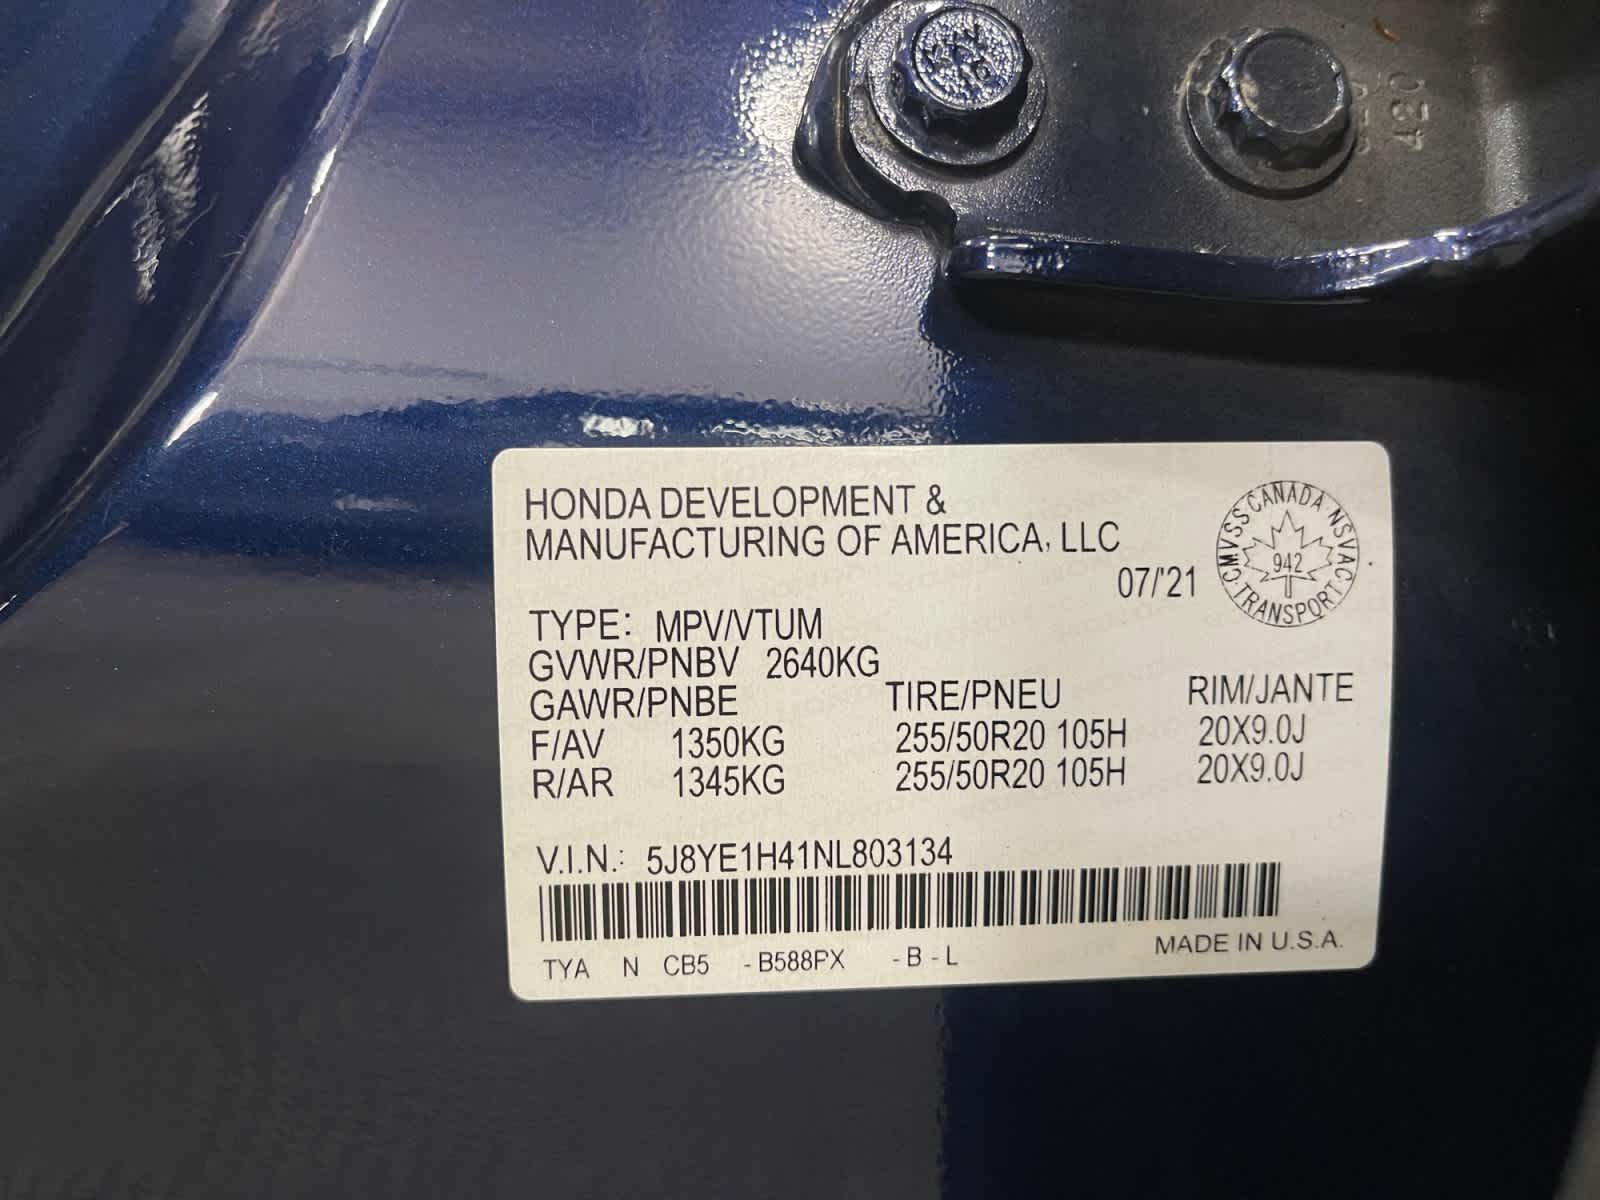 HONDA DEVELOPMENT &
MANUFACTURING OF AMERICA, LLC
07/'21
CMVSS CANADA NSVAC
942
TRANSPORT
TYPE: MPV/VTUM
GVWR/PNBV 2640KG
GAWR/PNBE TIRE/PNEU RIM/JANTE
F/AV 1350KG 255/50R20 105H 20X9.0J
R/AR 1345KG 255/50R20 105H 20X9.0J
V.I.N.: 5J8YE1H41NL803134
TYA N CB5 -B588PX -B-L MADE IN U.S.A.